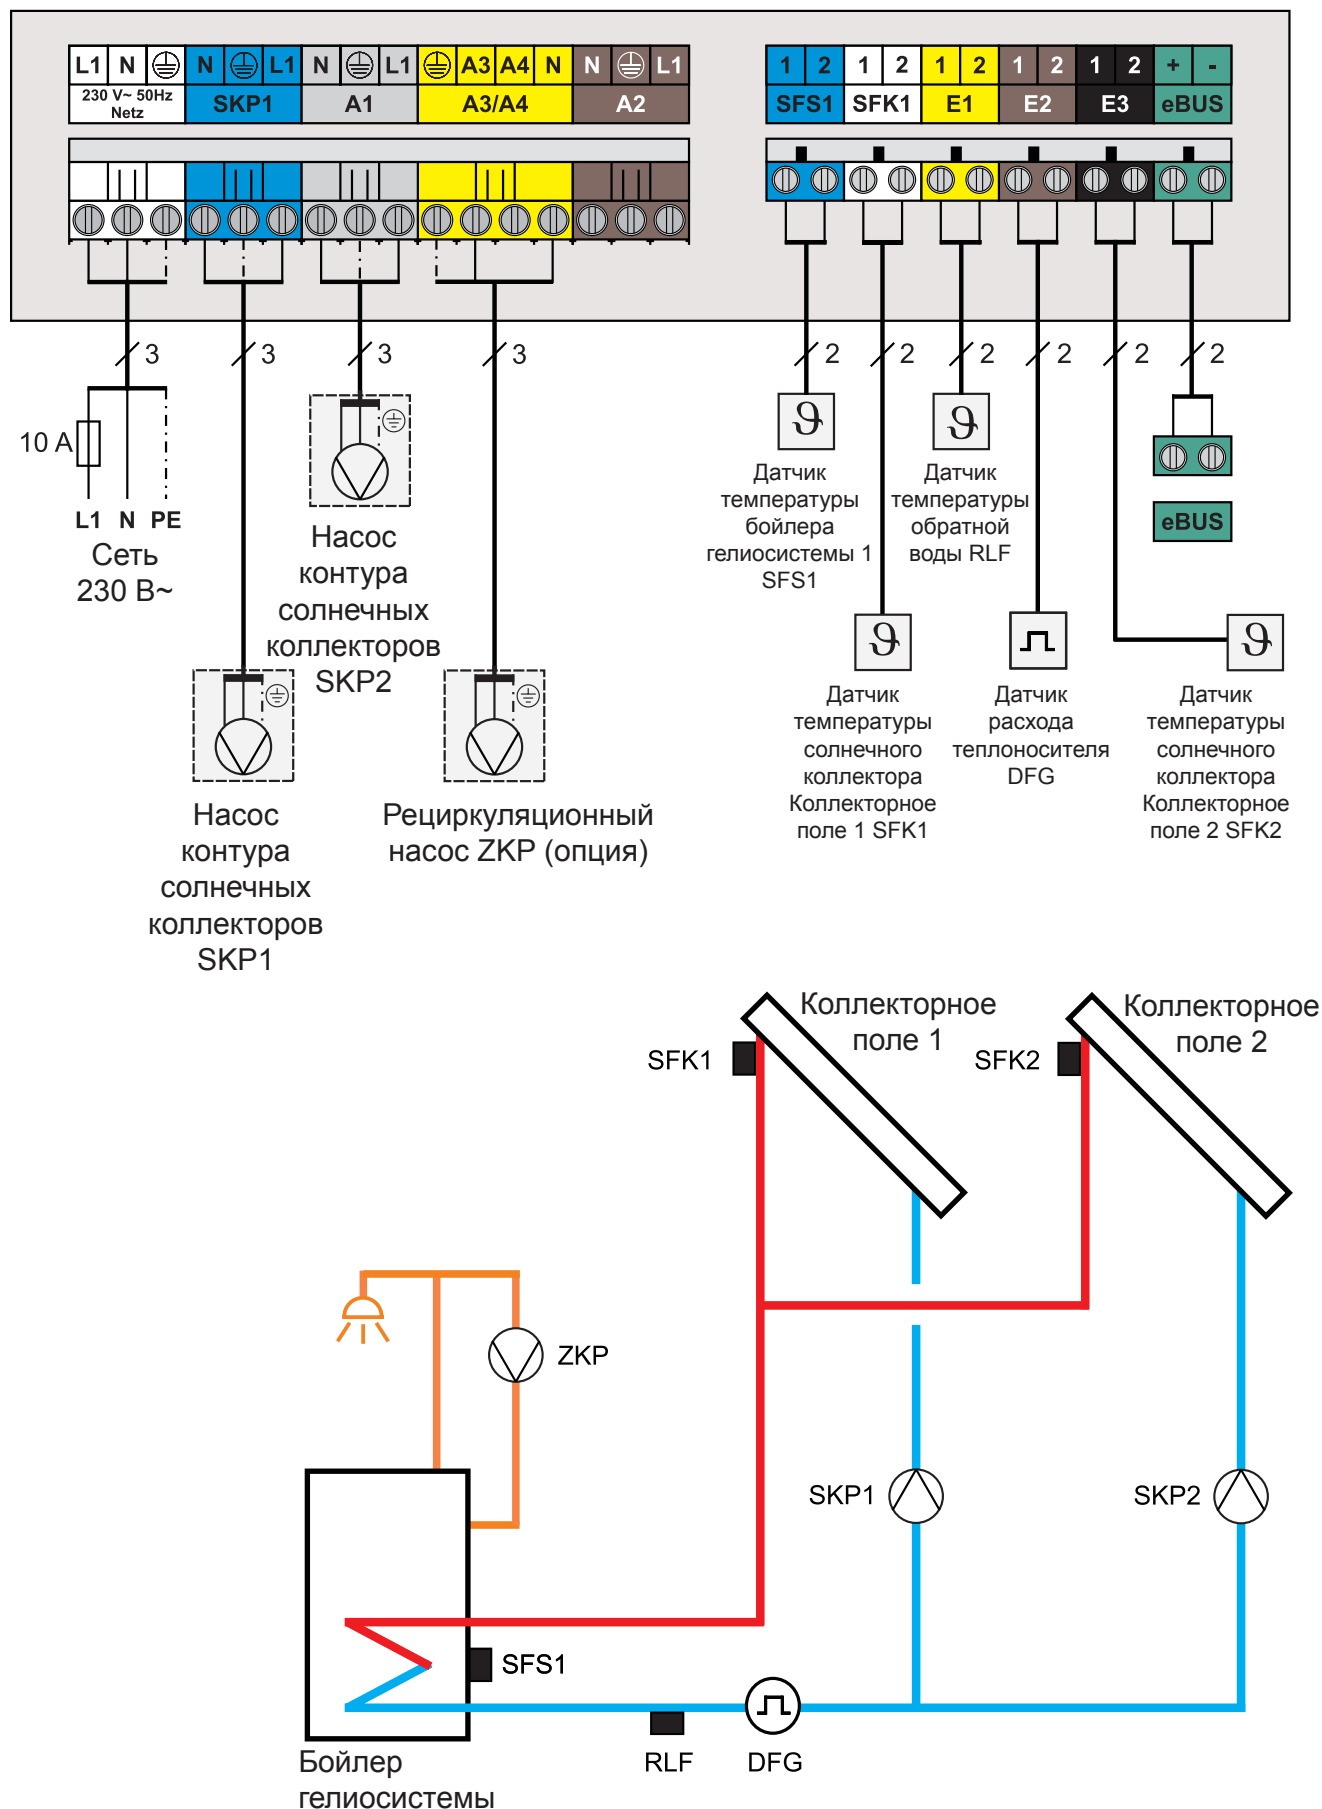 L1 N N L1 N L1 A3 A4 N N L1
230 V~ 50Hz
Netz
SKP1 A1 A3/A4 A2
1 2 1 2 1 2 1 2 1 2 + -
SFS1 SFK1 E1 E2 E3 eBUS
3 3 3 3 2 2 2 2 2 2
10 A
L1 N PE
Сеть
230 В~
Насос
контура
солнечных
коллекторов
SKP2
Датчик
температуры
бойлера
гелиосистемы 1
SFS1
Датчик
температуры
обратной
воды RLF
eBUS
Насос
контура
солнечных
коллекторов
SKP1
Рециркуляционный
насос ZKP (опция)
Датчик
температуры
солнечного
коллектора
Коллекторное
поле 1 SFK1
Датчик
расхода
теплоносителя
DFG
Датчик
температуры
солнечного
коллектора
Коллекторное
поле 2 SFK2
Коллекторное
поле 1
Коллекторное
поле 2
SFK1
SFK2
ZKP
SKP1
SKP2
SFS1
RLF
DFG
Бойлер
гелиосистемы